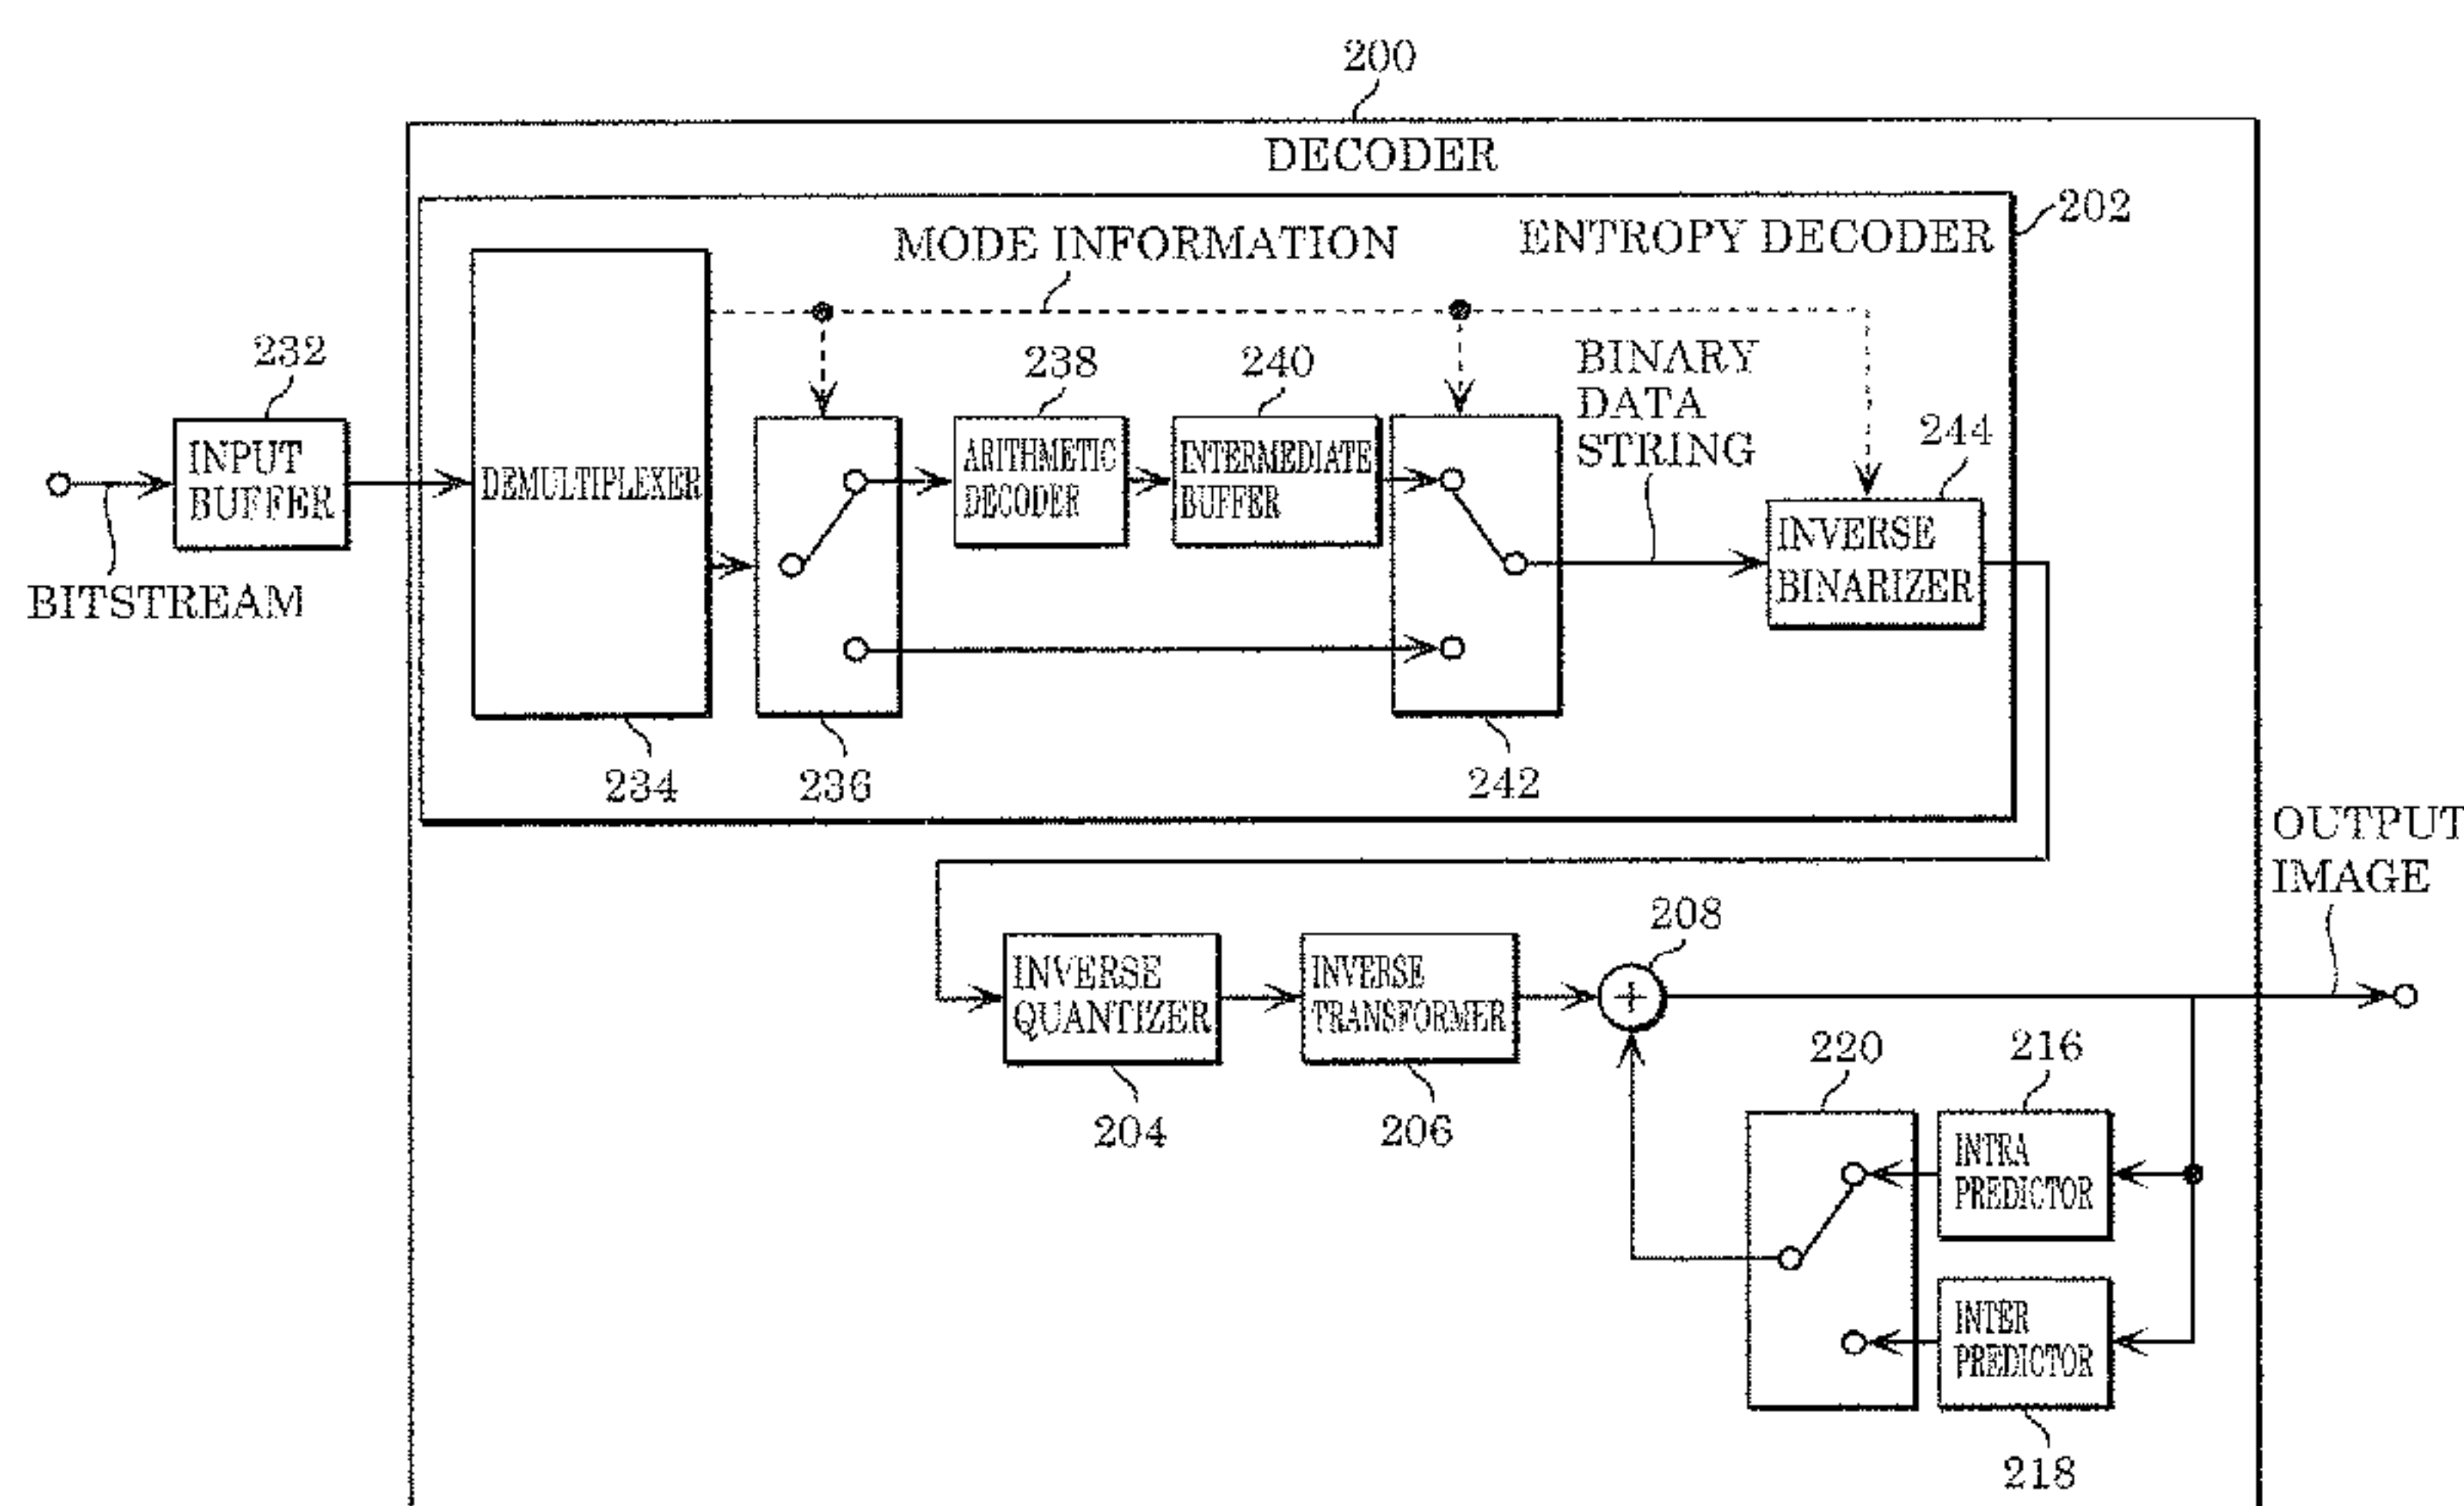 200
DECODER
202
MODE INFORMATION
ENTROPY DECODER
232
238
240
BINARY
DATA
STRING
244
INPUT
BUFFER
DEMULTIPLEXER
ARITHMETIC
DECODER
INTERMEDIATE
BUFFER
INVERSE
BINARIZER
BITSTREAM
234
236
242
OUTPUT
IMAGE
208
INVERSE
QUANTIZER
INVERSE
TRANSFORMER
+
204
206
220
216
INTRA
PREDICTOR
INTER
PREDICTOR
218